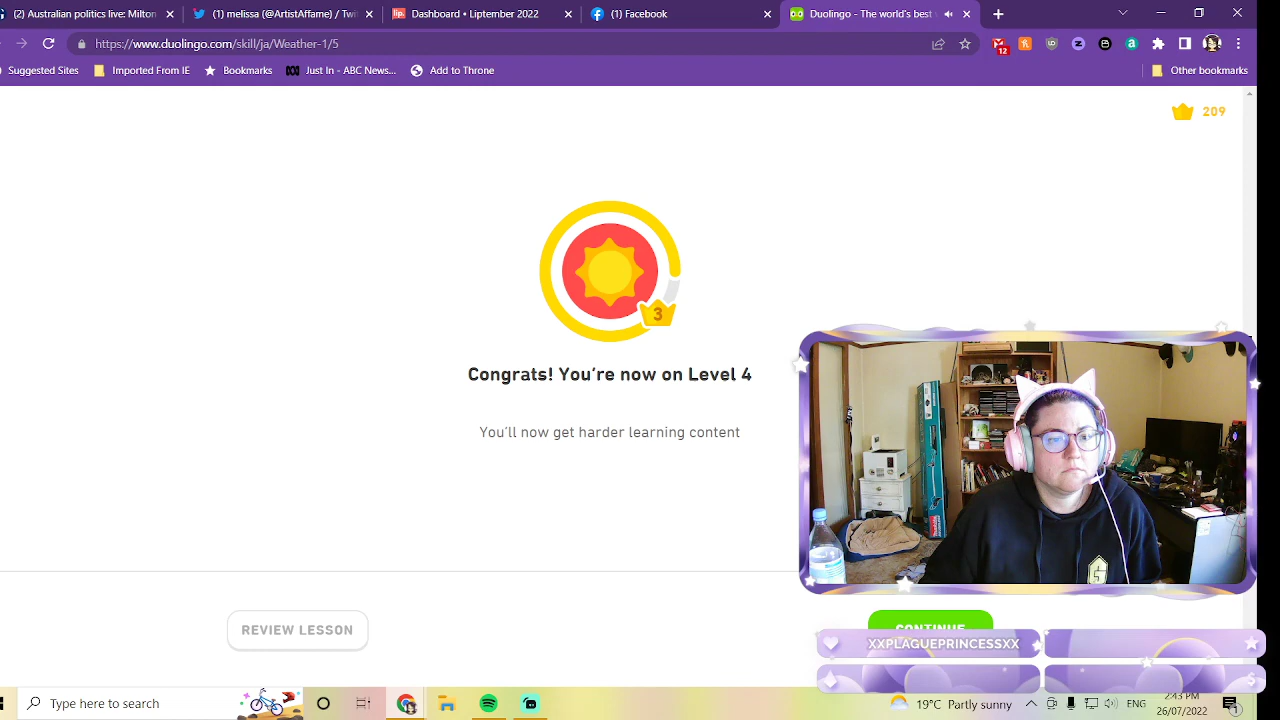 (2) Australian politics live: Milton
melissa (@ArtistAffame) / Twi
lip.
Dashboard • Liptember 2022
(1) Facebook
Duolingo - The world's best
https://www.duolingo.com/skill/ja/Weather-1/5
12
Suggested Sites
Imported From IE
Bookmarks
Just In - ABC News...
Add to Throne
Other bookmarks
209
3
Congrats! You're now on Level 4
You'll now get harder learning content
REVIEW LESSON
CONTINUE
XXPLAGUEPRINCESSXX
Type here to search
19°C Partly sunny
ENG
2:43 PM
26/07/2022
1